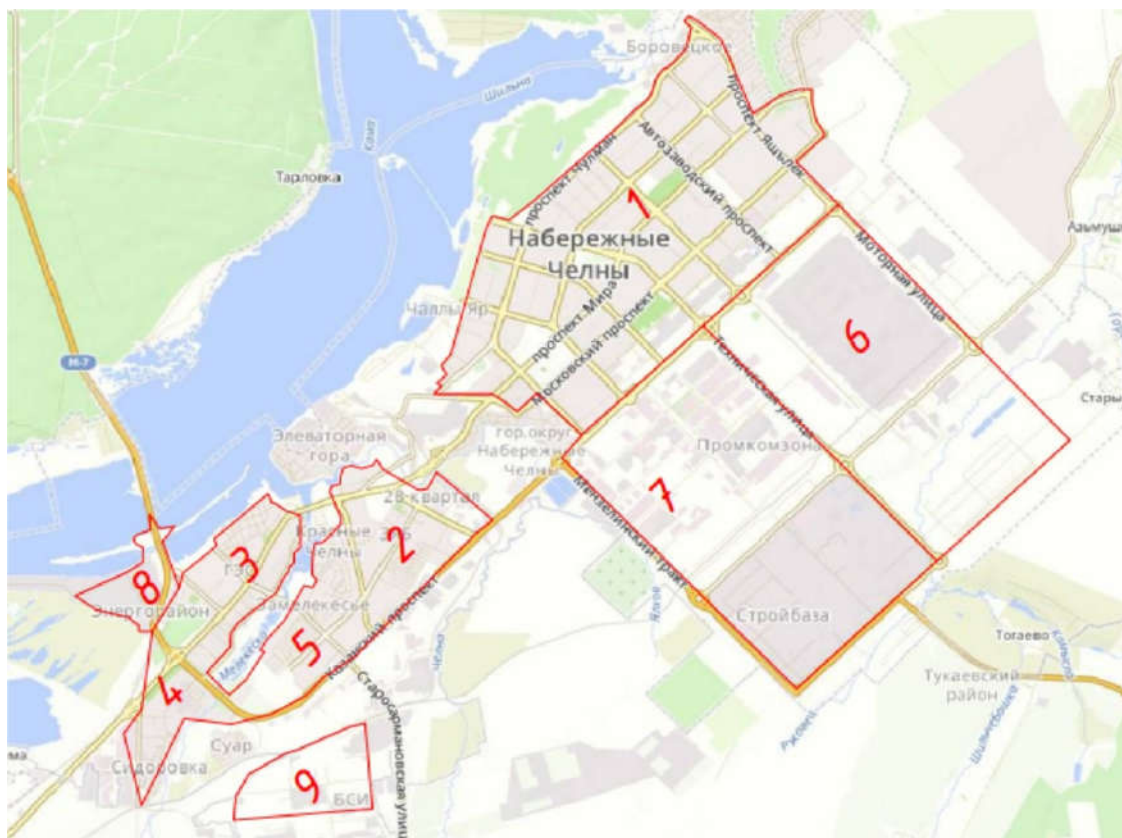 Боровецкое
Шильна
Кама
проспект Яшьлек
Автозаводский проспект
Тарловка
проспект Чулман
1
Набережные
Челны
Моторная улица
Чаллы Яр
проспект Мира
Московский проспект
6
М-7
Техническая улица
Элеваторная
гора
гор.округ
Набережные
Челны
Промкомзона
28 квартал
7
Красные
Челны
2
3
ГЭС
Мензелинский тракт
8
Энергорайон
Замелекесье
Казанский проспект
Стройбаза
5
Мелекеска
Челна
Тогаево
4
Старосармановская улица
Тукаевский
район
Суар
Сидоровка
9
БСИ
Шильнебошка